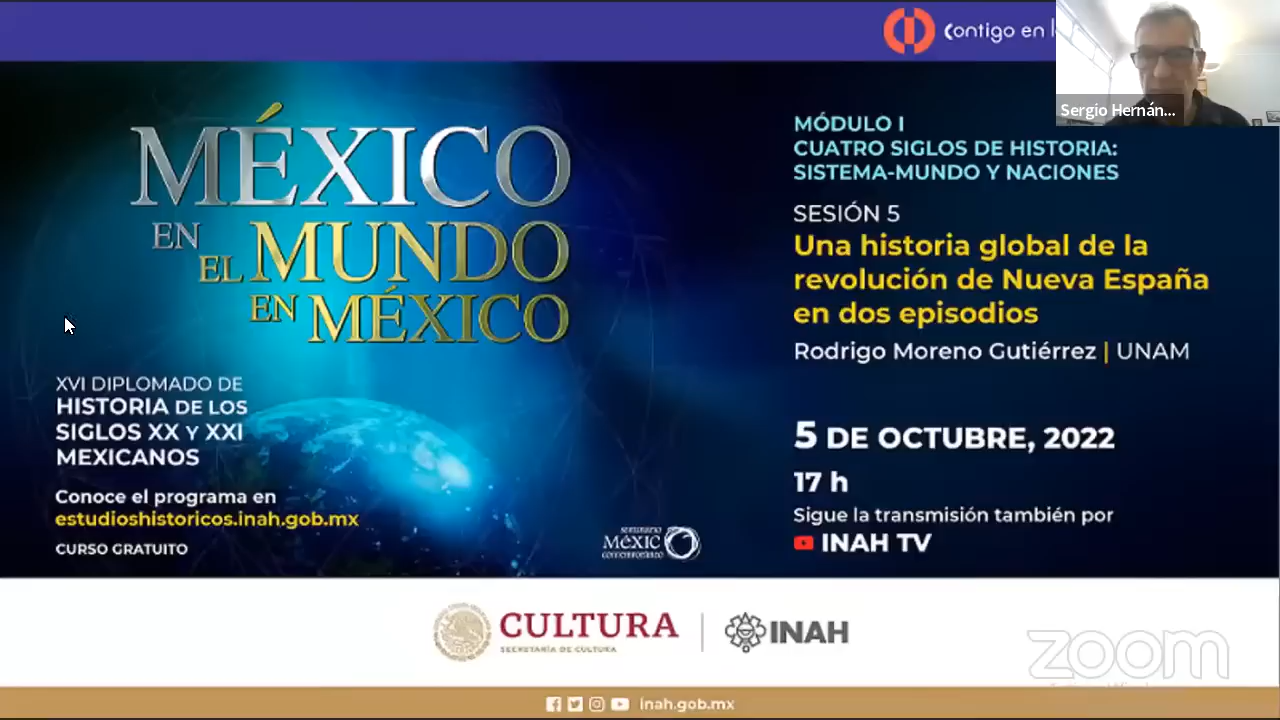 Contigo en l
Sergio Hernán...
MÉXICO
EN
EL MUNDO
EN MÉXICO
XVI DIPLOMADO DE
HISTORIA DE LOS
SIGLOS XX Y XXI
MEXICANOS
Conoce el programa en
estudioshistoricos.inah.gob.mx
CURSO GRATUITO
seminario
MÉXICO
contemporáneo
MÓDULO I
CUATRO SIGLOS DE HISTORIA:
SISTEMA-MUNDO Y NACIONES
SESIÓN 5
Una historia global de la
revolución de Nueva España
en dos episodios
Rodrigo Moreno Gutiérrez | UNAM
5 DE OCTUBRE, 2022
17 h
Sigue la transmisión también por
INAH TV
CULTURA
SECRETARÍA DE CULTURA
INAH
zoom
inah.gob.mx